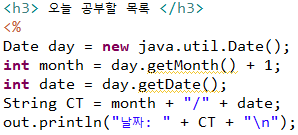 <h3> 오늘 공부할 목록 </h3>
<%
Date day = new java.util.Date();
int month = day.getMonth() + 1;
int date = day.getDate();
String CT = month + "/" + date;
out.println("날짜: " + CT + "\n");